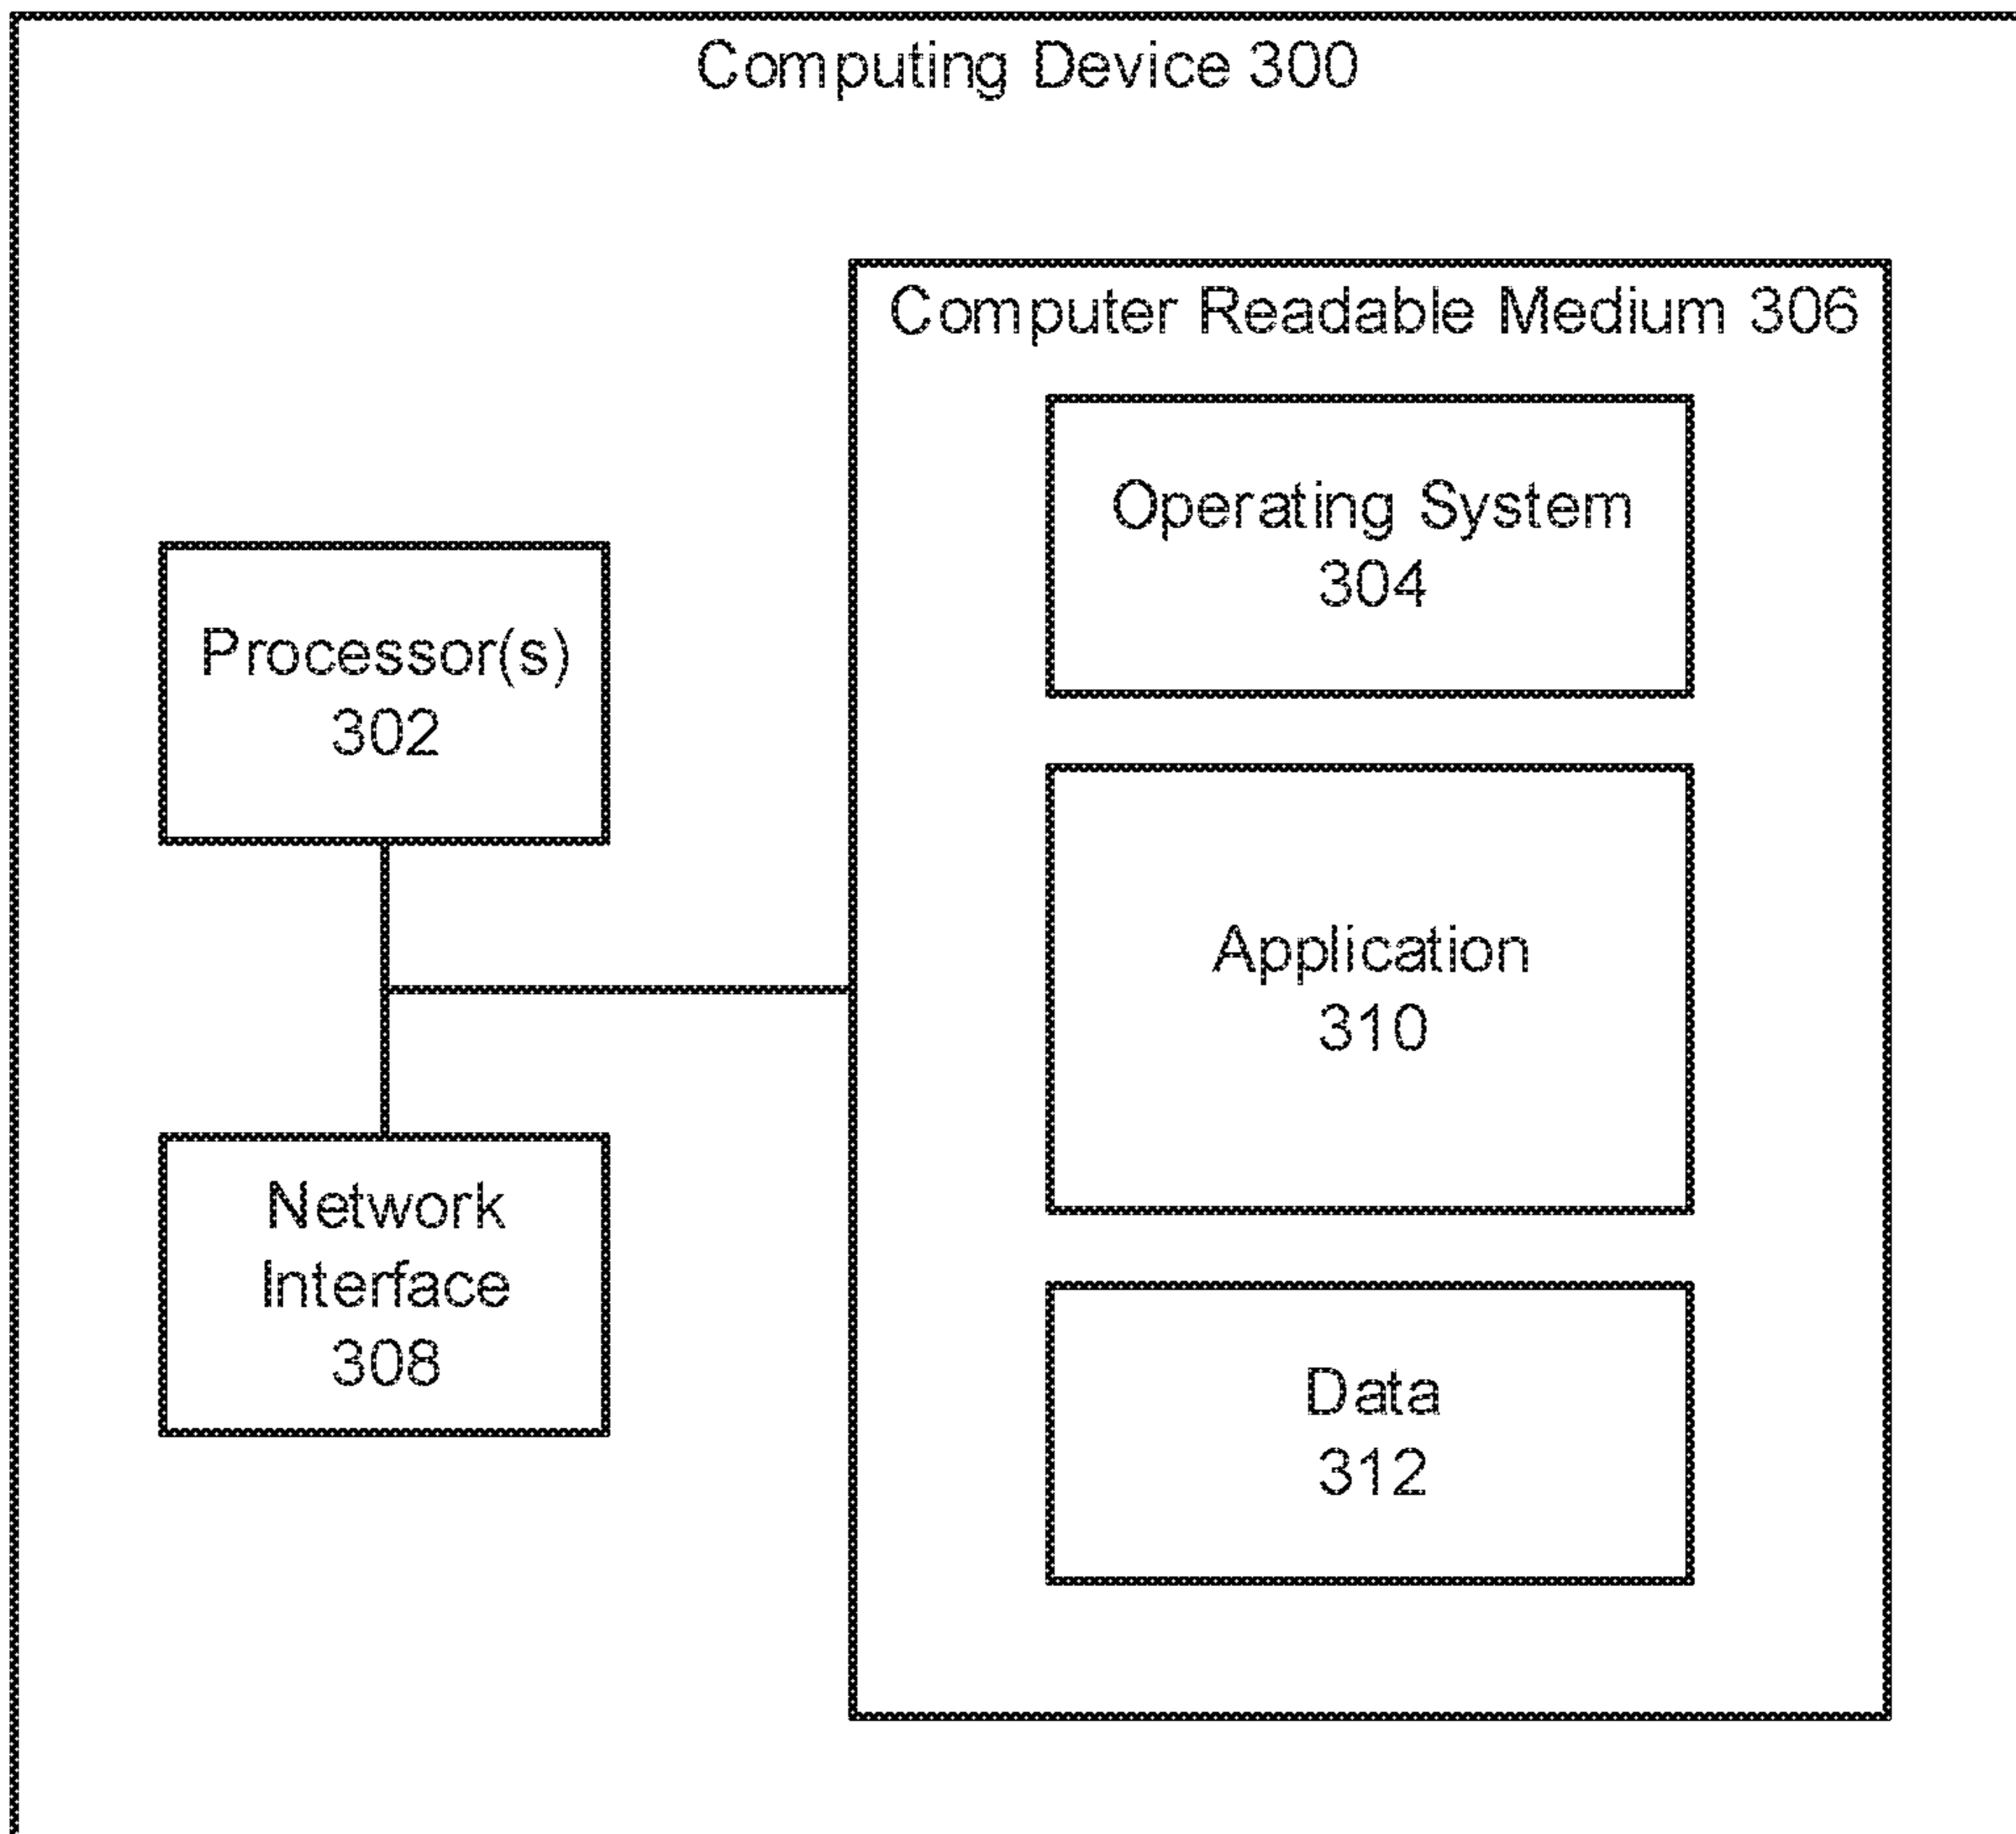 Computing Device 300
Computer Readable Medium 306
Operating System
304
Processor(s)
302
Application
310
Network
Interface
308
Data
312